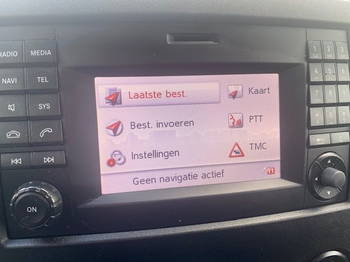 RADIO MEDIA
NAVI TEL
SYS
Laatste best.
Kaart
Best. invoeren
PTT
Instellingen
TMC
Geen navigatie actief
ON